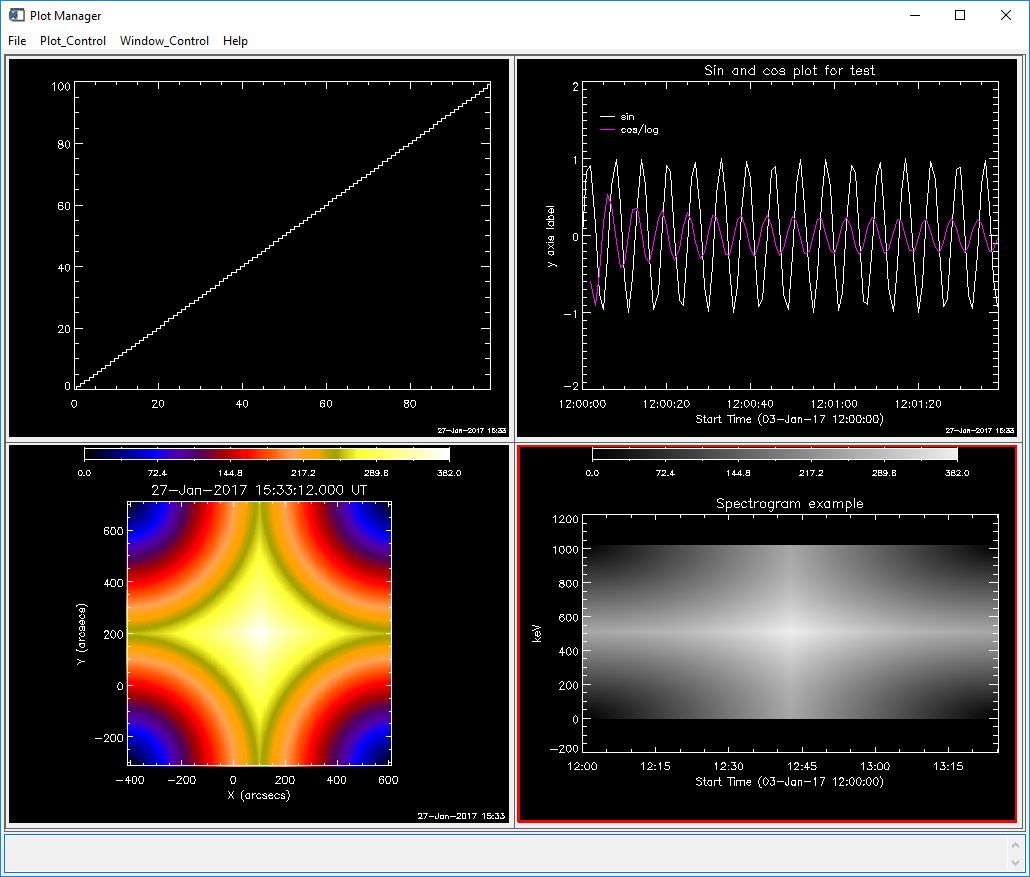 Plot Manager
File Plot_Control Window_Control Help
100
80
60
40
20
0
0 20 40 60 80
27-Jan-2017 15:33
Sin and cos plot for test
sin
cos/log
y axis label
2
1
0
-1
-2
12:00:00 12:00:20 12:00:40 12:01:00 12:01:20
Start Time (03-Jan-17 12:00:00)
27-Jan-2017 15:33
0.0 72.4 144.8 217.2 289.6 362.0
27-Jan-2017 15:33:12.000 UT
Y (arcsecs)
600
400
200
0
-200
-400 -200 0 200 400 600
X (arcsecs)
27-Jan-2017 15:33
0.0 72.4 144.8 217.2 289.6 362.0
Spectrogram example
keV
1200
1000
800
600
400
200
0
-200
12:00 12:15 12:30 12:45 13:00 13:15
Start Time (03-Jan-17 12:00:00)